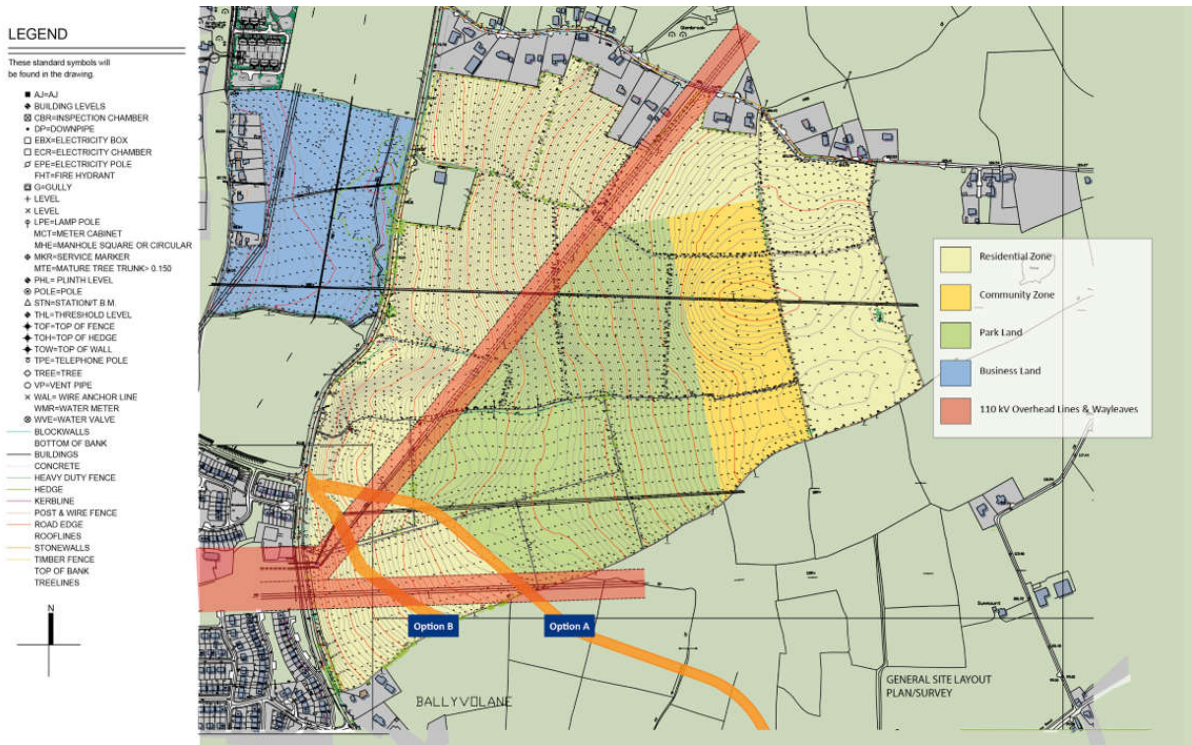 LEGEND
These standard symbols will
be found in the drawing.
AJ=AJ
BUILDING LEVELS
CBR=INSPECTION CHAMBER
DP=DOWNPIPE
EBX=ELECTRICITY BOX
ECR=ELECTRICITY CHAMBER
EPE=ELECTRICITY POLE
FHT=FIRE HYDRANT
G=GULLY
LEVEL
LEVEL
LPE=LAMP POLE
MCT=METER CABINET
MHE=MANHOLE SQUARE OR CIRCULAR
MKR=SERVICE MARKER
MTE=MATURE TREE TRUNK> 0.150
PHL= PLINTH LEVEL
POLE=POLE
STN=STATION/T B.M.
THL=THRESHOLD LEVEL
TOF=TOP OF FENCE
TOH=TOP OF HEDGE
TOW=TOP OF WALL
TPE=TELEPHONE POLE
TREE=TREE
VP=VENT PIPE
WAL= WIRE ANCHOR LINE
WMR=WATER METER
WVE=WATER VALVE
BLOCKWALLS
BOTTOM OF BANK
BUILDINGS
CONCRETE
HEAVY DUTY FENCE
HEDGE
KERBLINE
POST & WIRE FENCE
ROAD EDGE
ROOFLINES
STONEWALLS
TIMBER FENCE
TOP OF BANK
TREELINES
N
Glenbrook
Residential Zone
Community Zone
Park Land
Business Land
110 kV Overhead Lines & Wayleaves
Sunmount
Option B
Option A
BALLYVOLANE
GENERAL SITE LAYOUT
PLAN/SURVEY